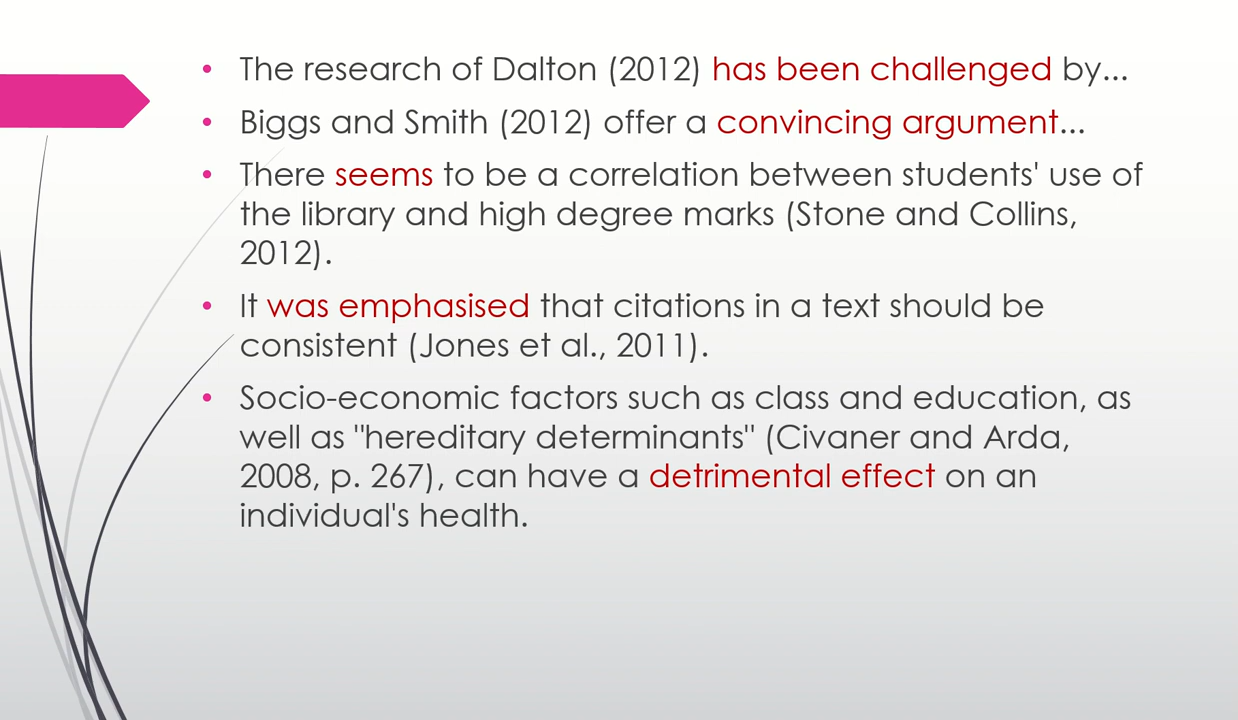 • The research of Dalton (2012) has been challenged by...
• Biggs and Smith (2012) offer a convincing argument...
• There seems to be a correlation between students' use of
the library and high degree marks (Stone and Collins,
2012).
• It was emphasised that citations in a text should be
consistent (Jones et al., 2011).
• Socio-economic factors such as class and education, as
well as "hereditary determinants" (Civaner and Arda,
2008, p. 267), can have a detrimental effect on an
individual's health.